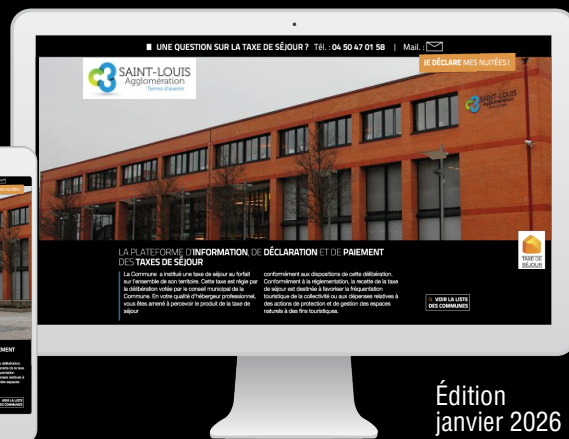 UNE QUESTION SUR LA TAXE DE SÉJOUR ? Tél. : 04 50 47 01 58 | Mail. :
JE DÉCLARE MES NUITÉES !
SAINT-LOUIS
Agglomération
Terres d'avenir
SAINT-LOUIS
Agglomération
LA PLATEFORME D'INFORMATION, DE DÉCLARATION ET DE PAIEMENT
DES TAXES DE SÉJOUR
La Commune a institué une taxe de séjour au forfait
sur l'ensemble de son territoire. Cette taxe est régie par
la délibération votée par le conseil municipal de la
Commune. En votre qualité d'hébergeur professionnel,
vous êtes amené à percevoir le produit de la taxe de
séjour
conformément aux dispositions de cette délibération.
Conformément à la réglementation, la recette de la taxe
de séjour est destinée à favoriser la fréquentation
touristique de la collectivité ou aux dépenses relatives à
des actions de protection et de gestion des espaces
naturels à des fins touristiques.
TAXE DE
SÉJOUR
VOIR LA LISTE
DES COMMUNES
VOIR LA LISTE
DES COMMUNES
Édition
janvier 2026